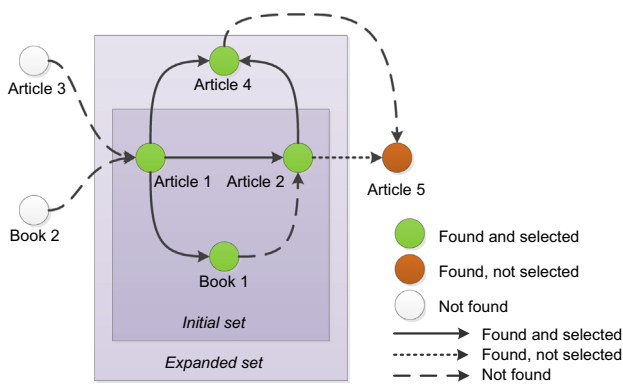 Article 3
Article 4
Article 1
Article 2
Article 5
Book 2
Book 1
Initial set
Expanded set
Found and selected
Found, not selected
Not found
Found and selected
Found, not selected
Not found